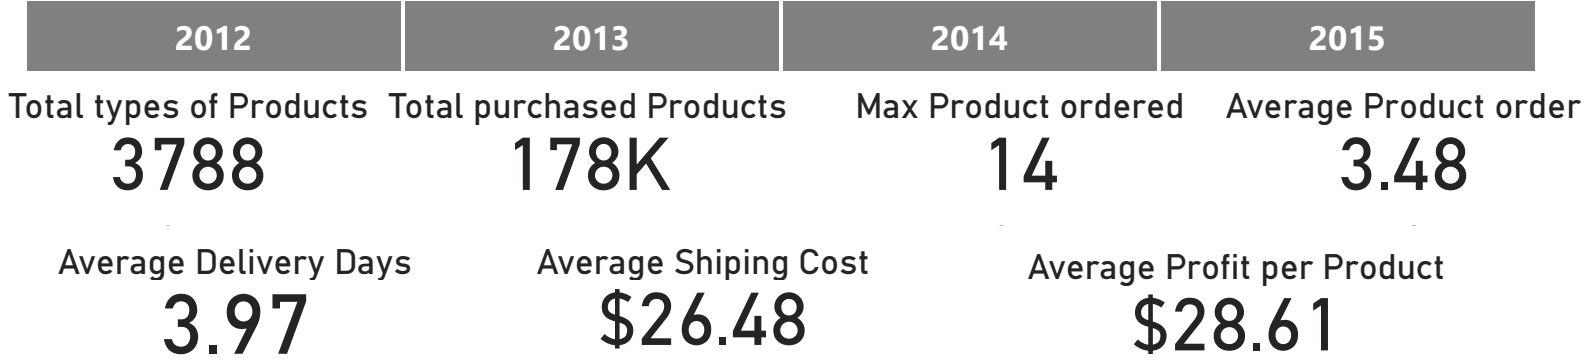 2012 2013 2014 2015
Total types of Products Total purchased Products Max Product ordered Average Product order
3788 178K 14 3.48
Average Delivery Days Average Shiping Cost Average Profit per Product
3.97 $26.48 $28.61